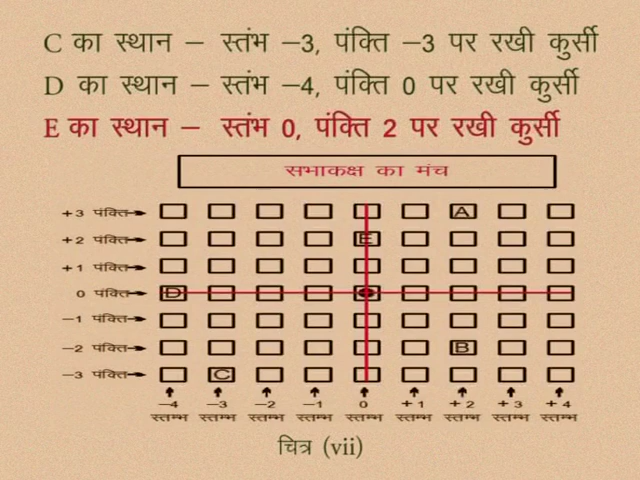 C का स्थान – स्तंभ –3, पंक्ति –3 पर रखी कुर्सी
D का स्थान – स्तंभ –4, पंक्ति 0 पर रखी कुर्सी
E का स्थान – स्तंभ 0, पंक्ति 2 पर रखी कुर्सी
सभाकक्ष का मंच
+3 पंक्ति A
+2 पंक्ति E
+1 पंक्ति
0 पंक्ति D
–1 पंक्ति
–2 पंक्ति B
–3 पंक्ति C
–4 –3 –2 –1 0 +1 +2 +3 +4
स्तम्भ स्तम्भ स्तम्भ स्तम्भ स्तम्भ स्तम्भ स्तम्भ स्तम्भ स्तम्भ
चित्र (vii)